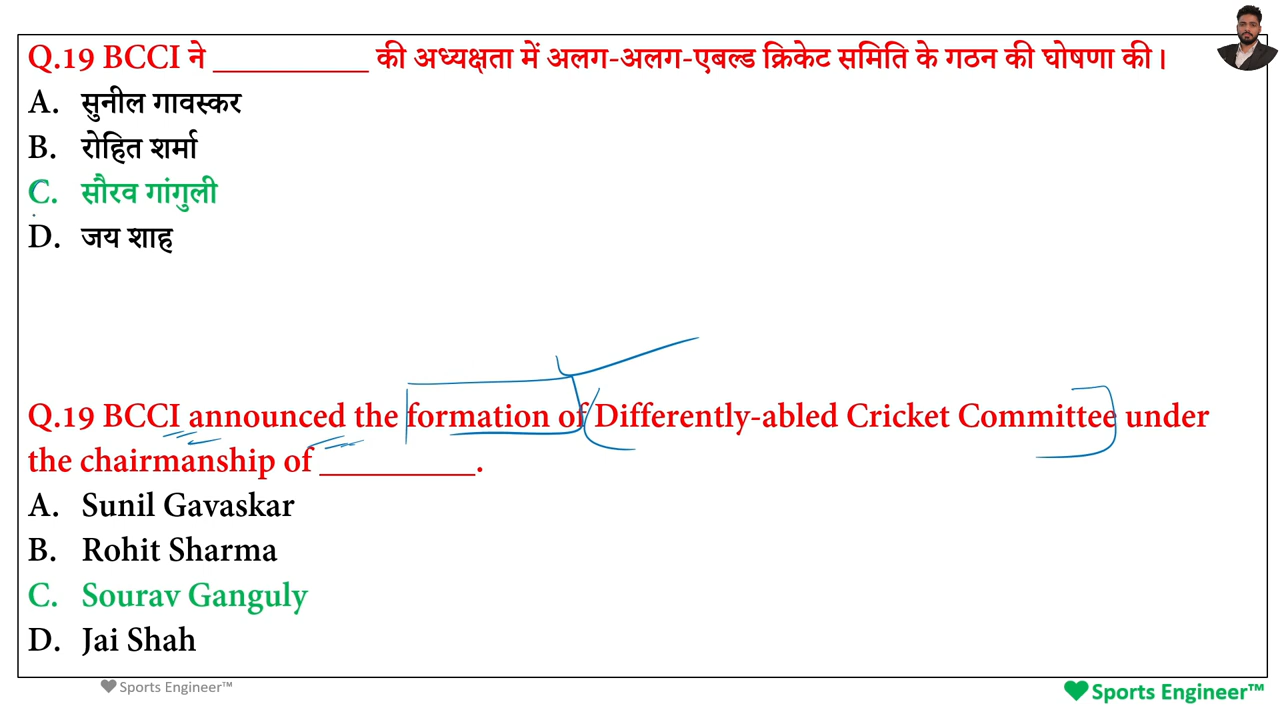 Q.19 BCCI ने __________ की अध्यक्षता में अलग-अलग-एबल्ड क्रिकेट समिति के गठन की घोषणा की।
A. सुनील गावस्कर
B. रोहित शर्मा
C. सौरव गांगुली
D. जय शाह
Q.19 BCCI announced the formation of Differently-abled Cricket Committee under
the chairmanship of __________.
A. Sunil Gavaskar
B. Rohit Sharma
C. Sourav Ganguly
D. Jai Shah
Sports Engineer™
Sports Engineer™